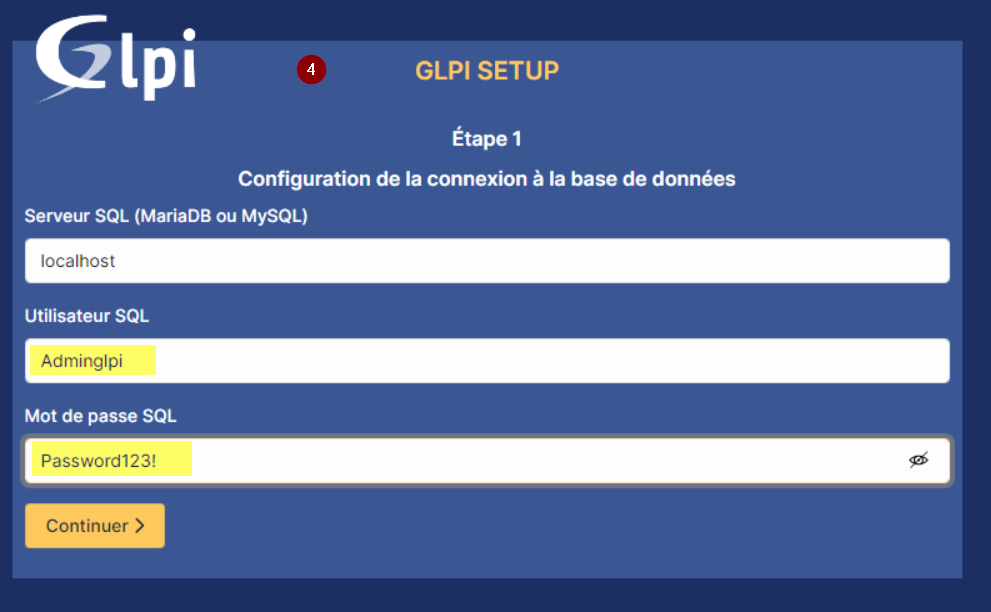 Glpi
4
GLPI SETUP
Étape 1
Configuration de la connexion à la base de données
Serveur SQL (MariaDB ou MySQL)
localhost
Utilisateur SQL
Adminglpi
Mot de passe SQL
Password123!
Continuer